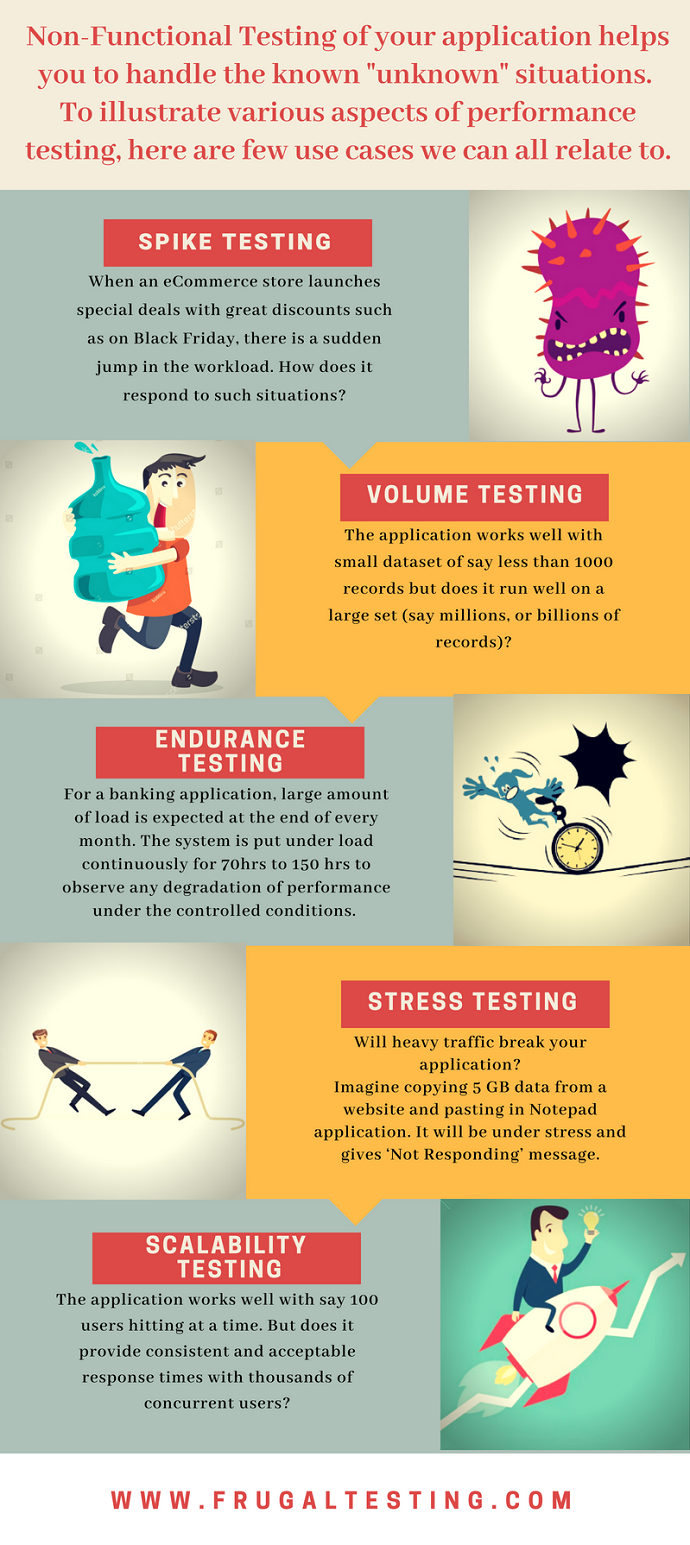 Non-Functional Testing of your application helps
you to handle the known "unknown" situations.
To illustrate various aspects of performance
testing, here are few use cases we can all relate to.
SPIKE TESTING
When an eCommerce store launches
special deals with great discounts such
as on Black Friday, there is a sudden
jump in the workload. How does it
respond to such situations?
VOLUME TESTING
The application works well with
small dataset of say less than 1000
records but does it run well on a
large set (say millions, or billions of
records)?
ENDURANCE
TESTING
For a banking application, large amount
of load is expected at the end of every
month. The system is put under load
continuously for 70hrs to 150 hrs to
observe any degradation of performance
under the controlled conditions.
STRESS TESTING
Will heavy traffic break your
application?
Imagine copying 5 GB data from a
website and pasting in Notepad
application. It will be under stress and
gives ‘Not Responding’ message.
SCALABILITY
TESTING
The application works well with say 100
users hitting at a time. But does it
provide consistent and acceptable
response times with thousands of
concurrent users?
WWW.FRUGALTESTING.COM